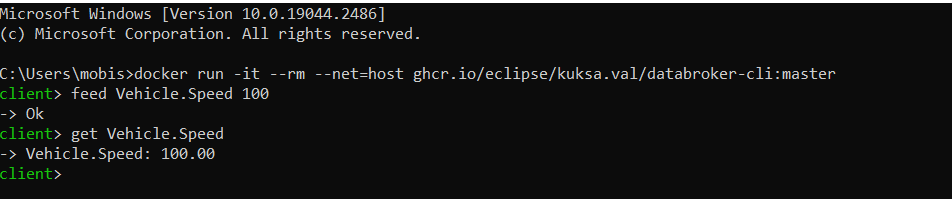 Microsoft Windows [Version 10.0.19044.2486]
(c) Microsoft Corporation. All rights reserved.
C:\Users\mobis>docker run -it --rm --net=host ghcr.io/eclipse/kuksa.val/databroker-cli:master
client> feed Vehicle.Speed 100
-> Ok
client> get Vehicle.Speed
-> Vehicle.Speed: 100.00
client>